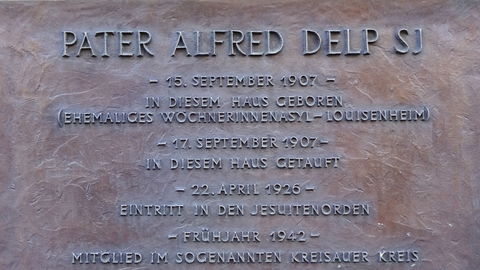 PATER ALFRED DELP SJ
– 15. SEPTEMBER 1907 –
IN DIESEM HAUS GEBOREN
(EHEMALIGES WÖCHNERINNENASYL–LOUISENHEIM)
– 17. SEPTEMBER 1907–
IN DIESEM HAUS GETAUFT
– 22. APRIL 1926 –
EINTRITT IN DEN JESUITENORDEN
– FRÜHJAHR 1942 –
MITGLIED IM SOGENANNTEN KREISAUER KREIS